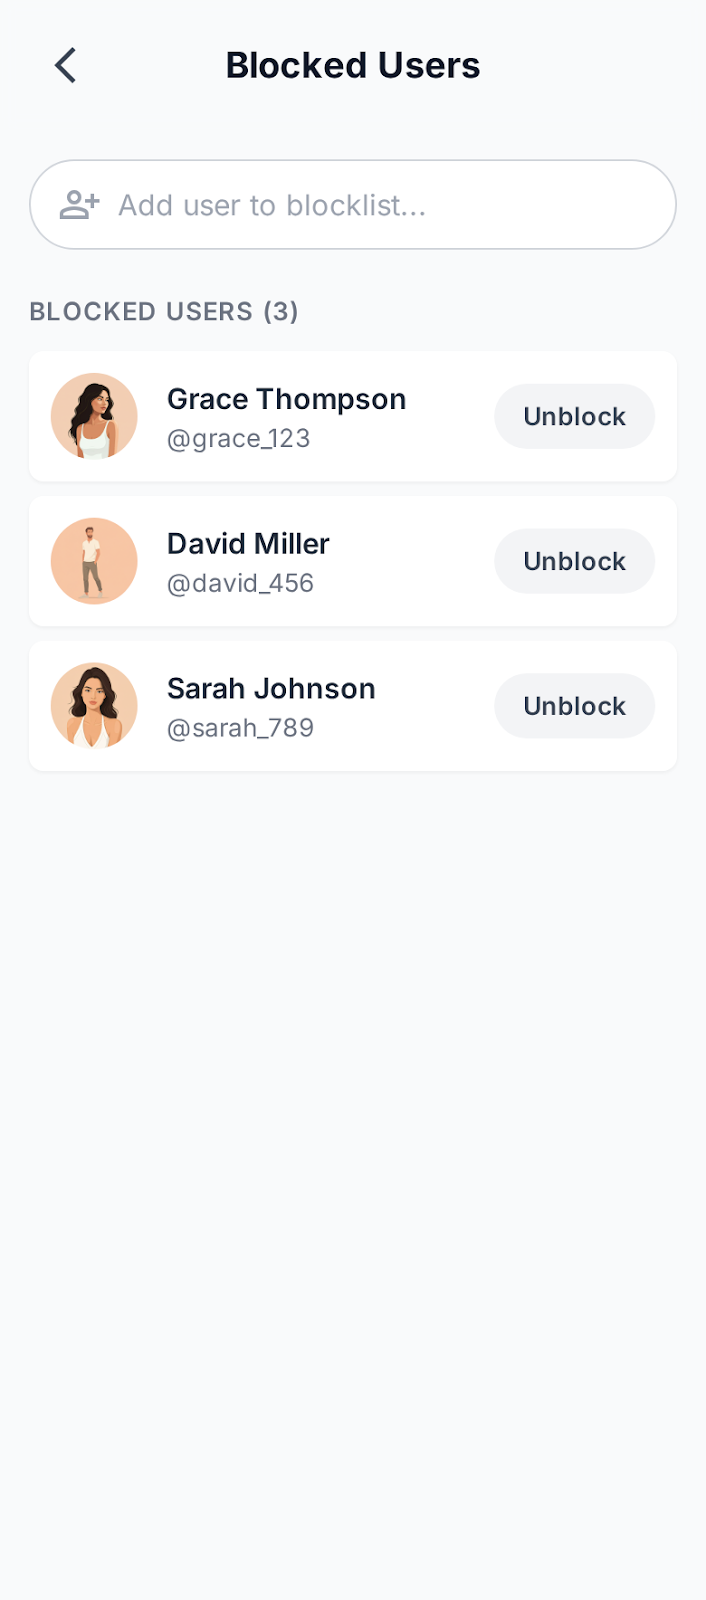 Blocked Users
Add user to blocklist...
BLOCKED USERS (3)
Grace Thompson
@grace_123
Unblock
David Miller
@david_456
Unblock
Sarah Johnson
@sarah_789
Unblock